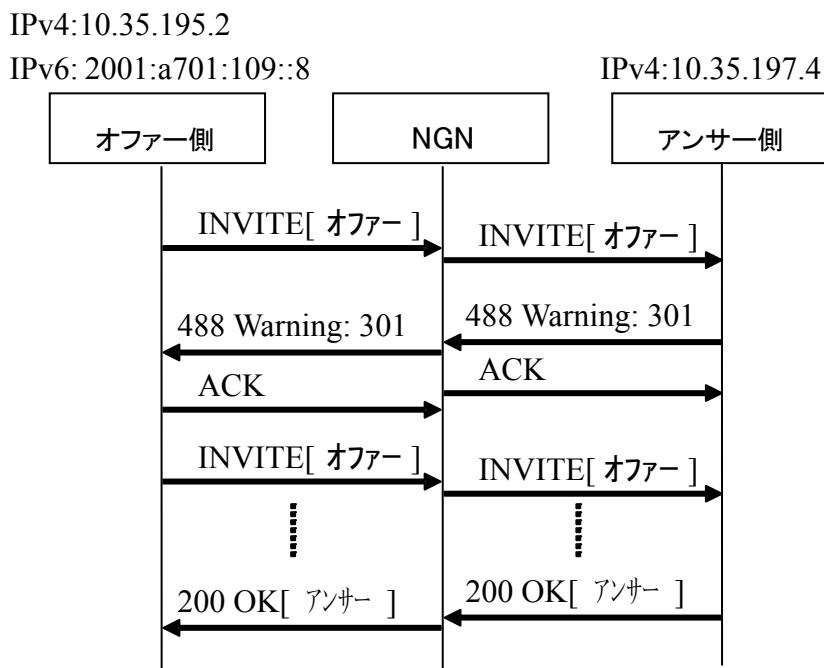 IPv4:10.35.195.2
IPv6: 2001:a701:109::8
IPv4:10.35.197.4
オファー側
NGN
アンサー側
INVITE[ オファー ]
INVITE[ オファー ]
488 Warning: 301
488 Warning: 301
ACK
ACK
INVITE[ オファー ]
INVITE[ オファー ]
200 OK[ アンサー ]
200 OK[ アンサー ]